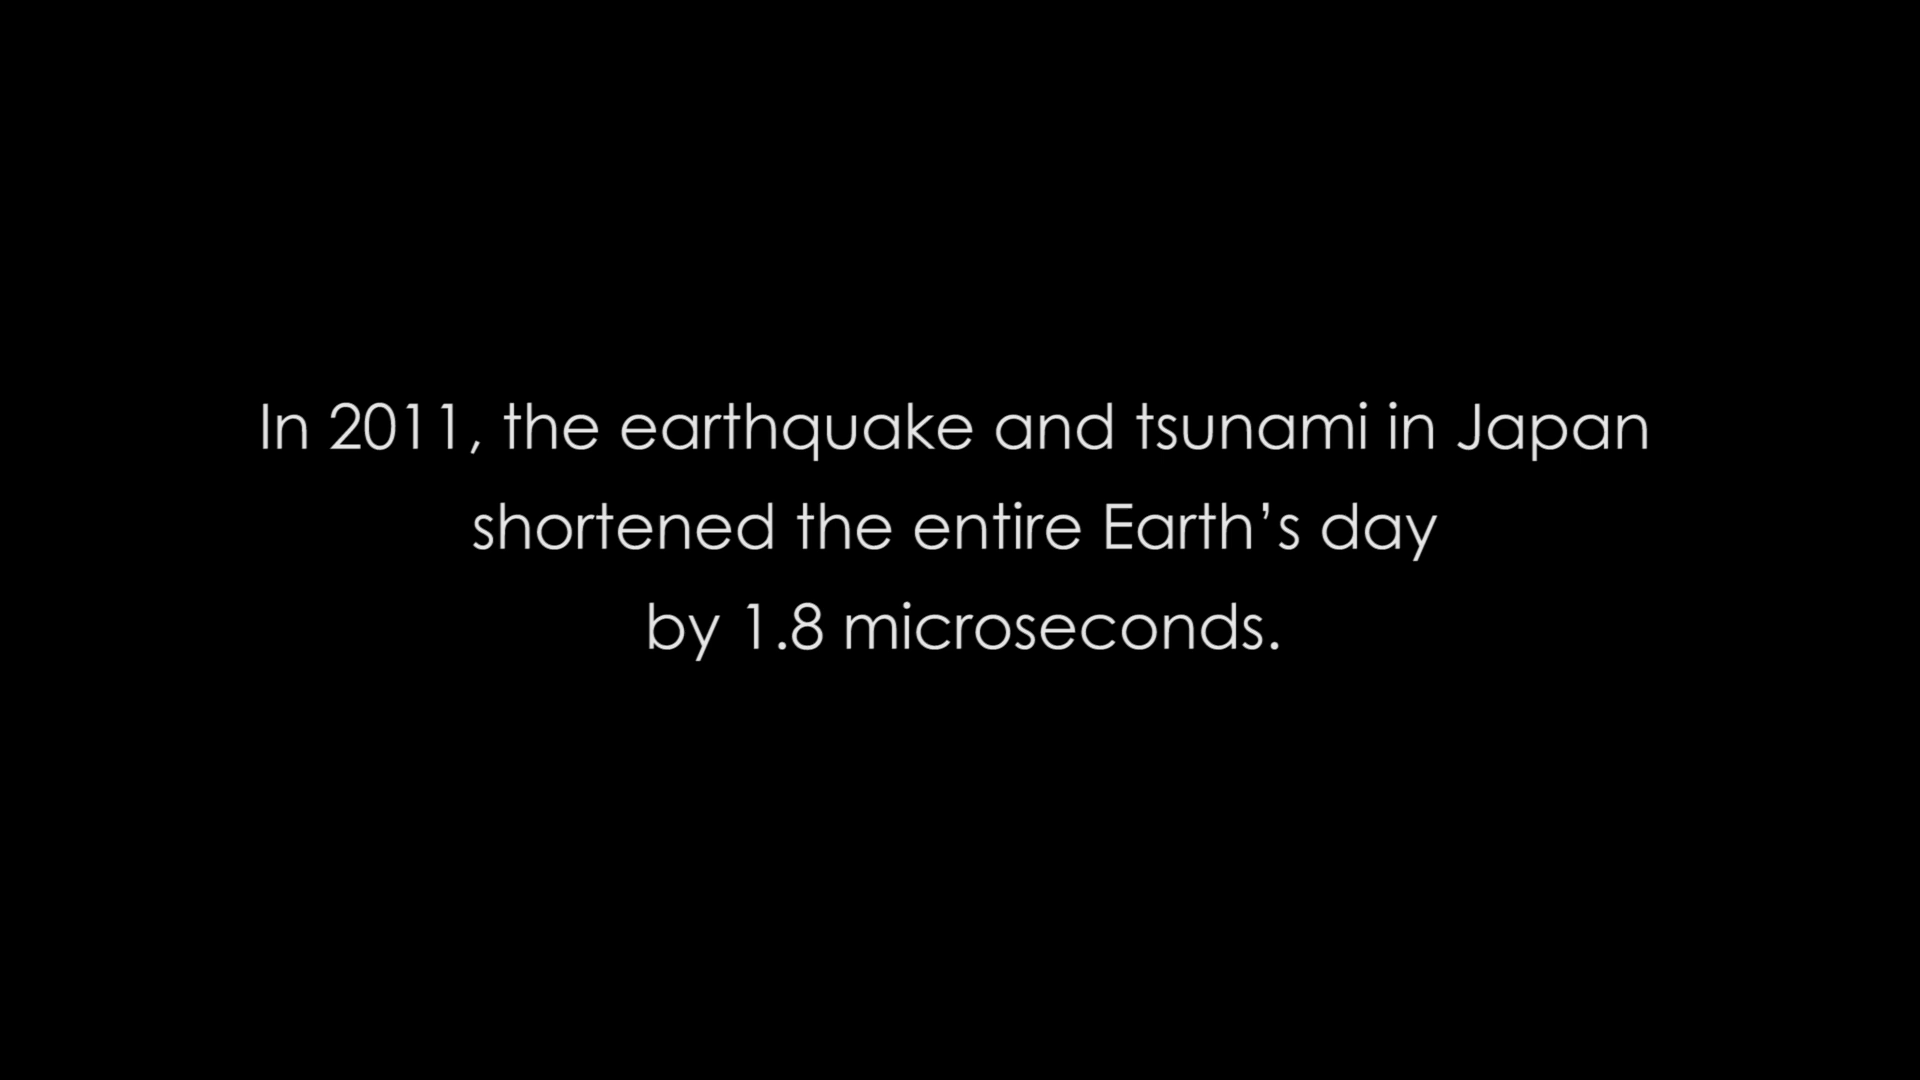 In 2011, the earthquake and tsunami in Japan
shortened the entire Earth’s day
by 1.8 microseconds.